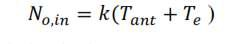 N_{o,in} = k(T_{ant} + T_e )